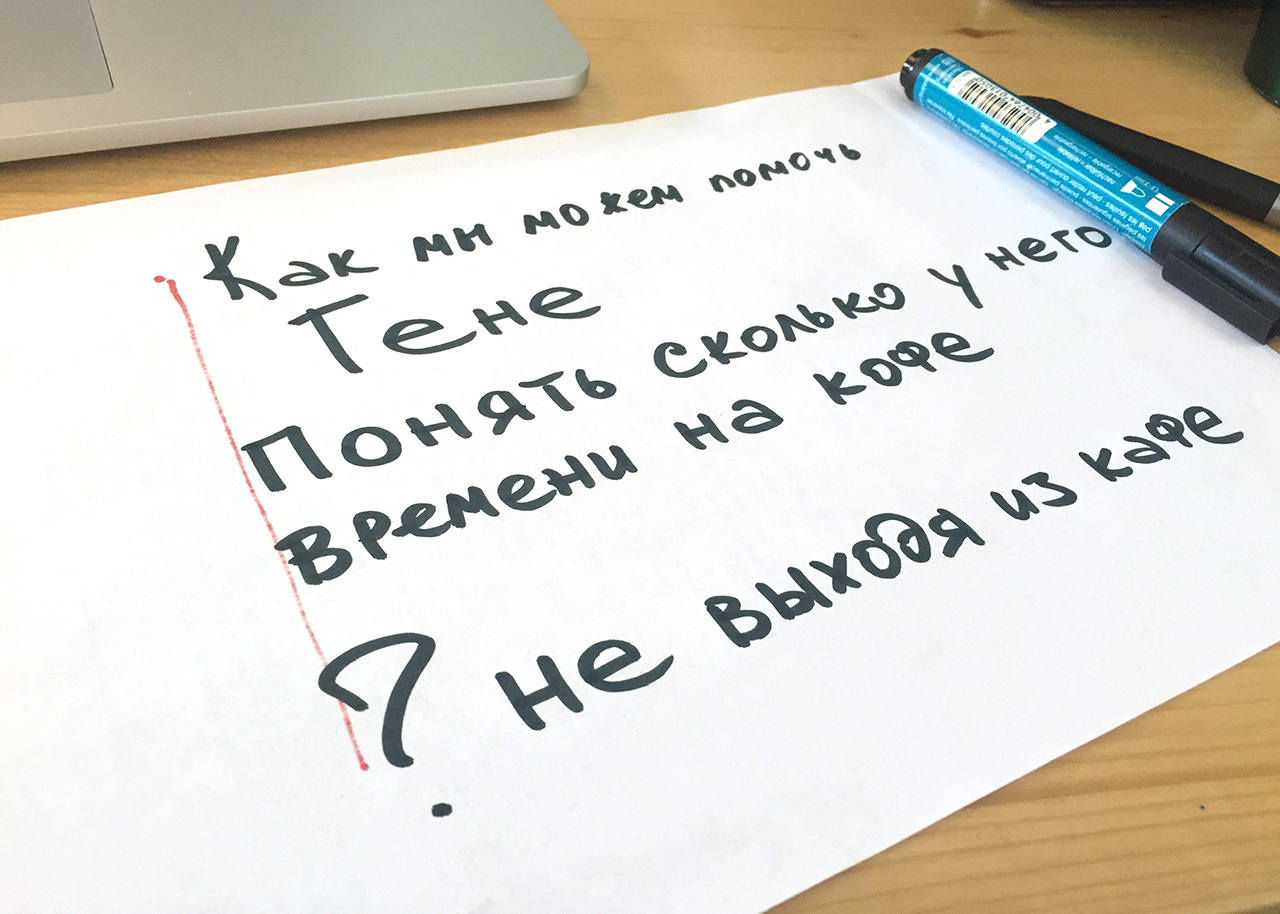 Как мы можем помочь
Гене
Понять сколько у него
времени на кофе
? не выходя из кафе